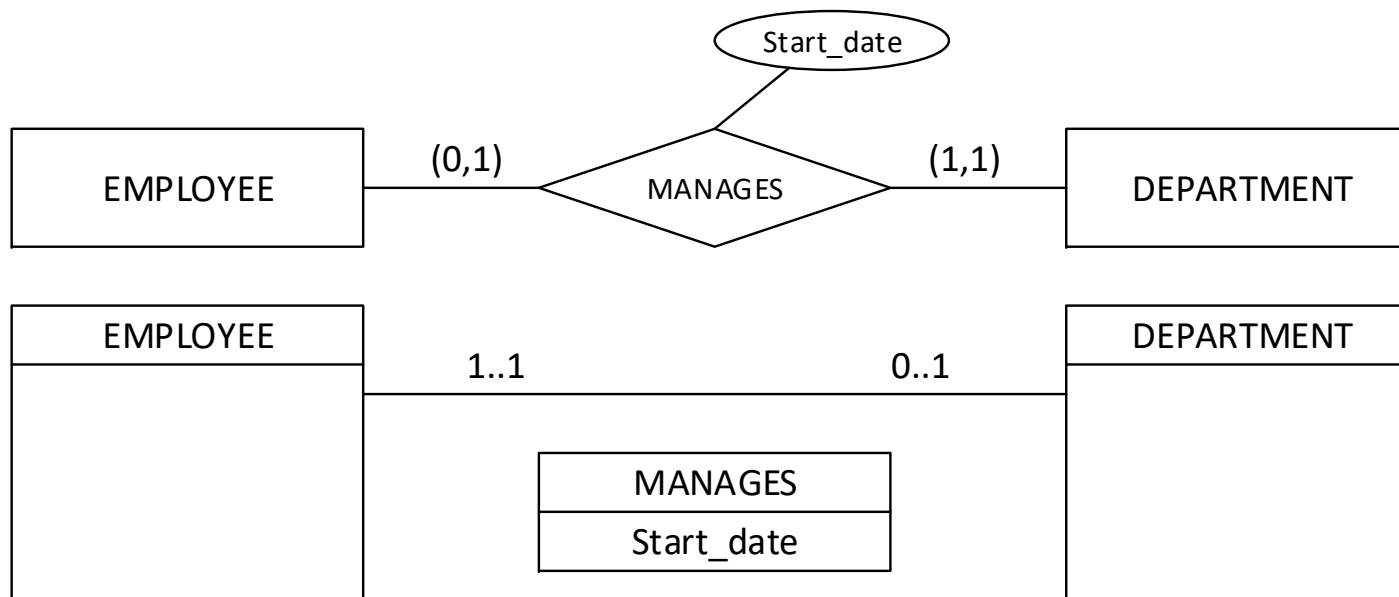 Start_date
EMPLOYEE (0,1) MANAGES (1,1) DEPARTMENT
EMPLOYEE DEPARTMENT
1..1 0..1
MANAGES
Start_date